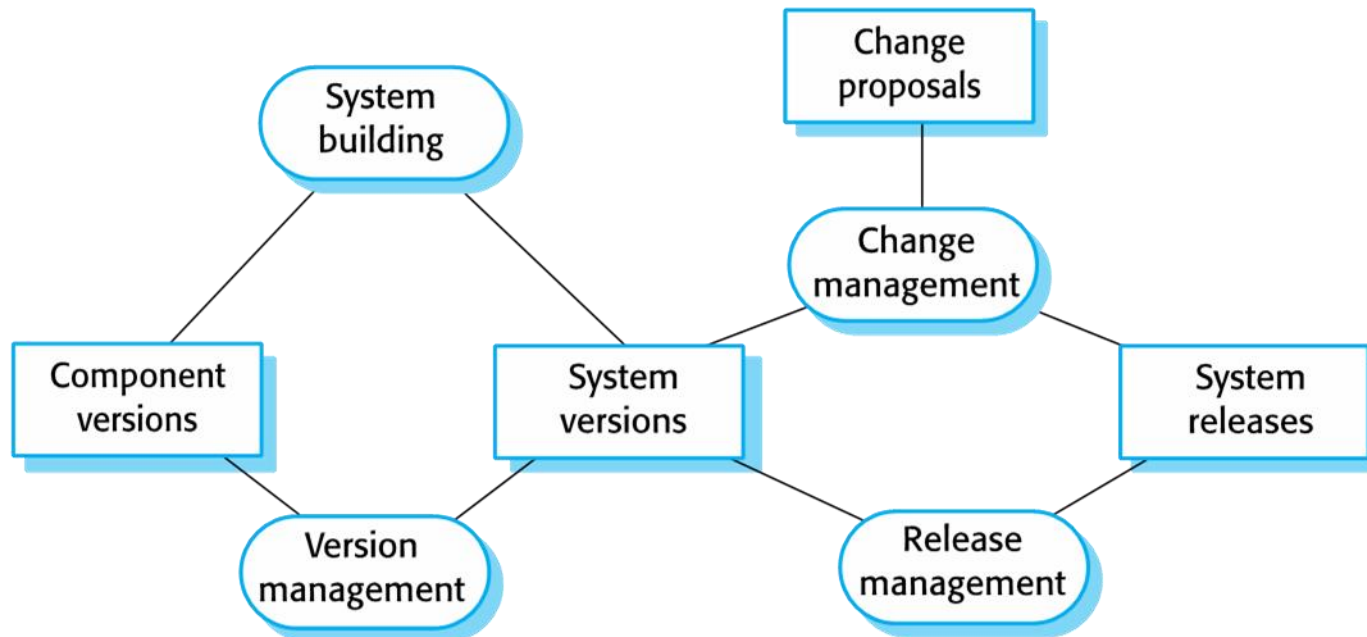 Change
proposals
System
building
Change
management
Component
versions
System
versions
System
releases
Version
management
Release
management